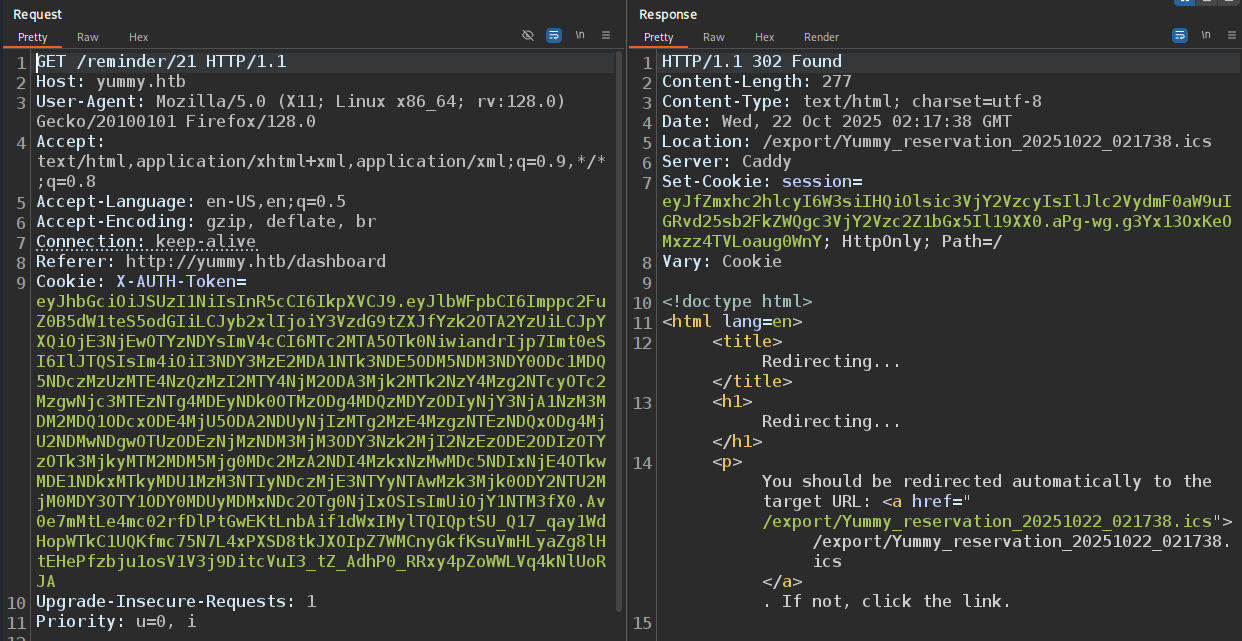 Request
Pretty Raw Hex \n
1 GET /reminder/21 HTTP/1.1
2 Host: yummy.htb
3 User-Agent: Mozilla/5.0 (X11; Linux x86_64; rv:128.0)
Gecko/20100101 Firefox/128.0
4 Accept:
text/html,application/xhtml+xml,application/xml;q=0.9,*/*
;q=0.8
5 Accept-Language: en-US,en;q=0.5
6 Accept-Encoding: gzip, deflate, br
7 Connection: keep-alive
8 Referer: http://yummy.htb/dashboard
9 Cookie: X-AUTH-Token=
eyJhbGciOiJSUzI1NiIsInR5cCI6IkpXVCJ9.eyJlbWFpbCI6Imppc2Fu
Z0B5dW1teS5odGIiLCJyb2xlIjoiY3VzdG9tZXJfYzk2OTA2YzUiLCJpY
XQiOjE3NjEwOTYzNDYsImV4cCI6MTc2MTA5OTk0NiwiandrIjp7Imt0eS
I6IlJTQSIsIm4iOiI3NDY3MzE2MDA1NTk3NDE5ODM5NDM3NDY0ODc1MDQ
5NDczMzUzMTE4NzQzMzI2MTY4NjM2ODA3Mjk2MTk2NzY4Mzg2NTcyOTc2
MzgwNjc3MTEzNTg4MDEyNDk0OTMzODg4MDQzMDYzODIyNjY3NjA1NzM3M
DM2MDQ1ODcxODE4MjU5ODA2NDUyNjIzMTg2MzE4MzgzNTEzNDQxODg4Mj
U2NDMwNDgwOTUzODEzNjMzNDM3MjM3ODY3Nzk2MjI2NzEzODE2ODIzOTY
zOTk3MjkyMTM2MDM5Mjg0MDc2MzA2NDI4MzkxNzMwMDc5NDIxNjE4OTkw
MDE1NDkxMTkyMDU1MzM3NTIyNDczMjE3NTYyNTAwMzk3Mjk0ODY2NTU2M
jM0MDY3OTY1ODY0MDUyMDMxNDc2OTg0NjIxOSIsImUiOjY1NTM3fX0.Av
0e7mMtLe4mc02rfDlPtGwEKtLnbAif1dWxIMylTQIQptSU_Q17_qay1Wd
HopWTkC1UQKfmc75N7L4xPXSD8tkJXOIpZ7WMCnyGkfKsuVmHLyaZg8lH
tEHePfzbju1osV1V3j9DitcVuI3_tZ_AdhP0_RRxy4pZoWWLVq4kNlUoR
JA
10 Upgrade-Insecure-Requests: 1
11 Priority: u=0, i
Response
Pretty Raw Hex Render \n
1 HTTP/1.1 302 Found
2 Content-Length: 277
3 Content-Type: text/html; charset=utf-8
4 Date: Wed, 22 Oct 2025 02:17:38 GMT
5 Location: /export/Yummy_reservation_20251022_021738.ics
6 Server: Caddy
7 Set-Cookie: session=
eyJfZmxhc2hlcyI6W3siIHQiOlsic3VjY2VzcyIsIlJlc2VydmF0aW9uI
GRvd25sb2FkZWQgc3VjY2Vzc2Z1bGx5Il19XX0.aPg-wg.g3Yx13OxKeO
Mxzz4TVLoaug0WnY; HttpOnly; Path=/
8 Vary: Cookie
9
10 <!doctype html>
11 <html lang=en>
12 <title>
Redirecting...
</title>
13 <h1>
Redirecting...
</h1>
14 <p>
You should be redirected automatically to the
target URL: <a href="
/export/Yummy_reservation_20251022_021738.ics">
/export/Yummy_reservation_20251022_021738.
ics
</a>
. If not, click the link.
15